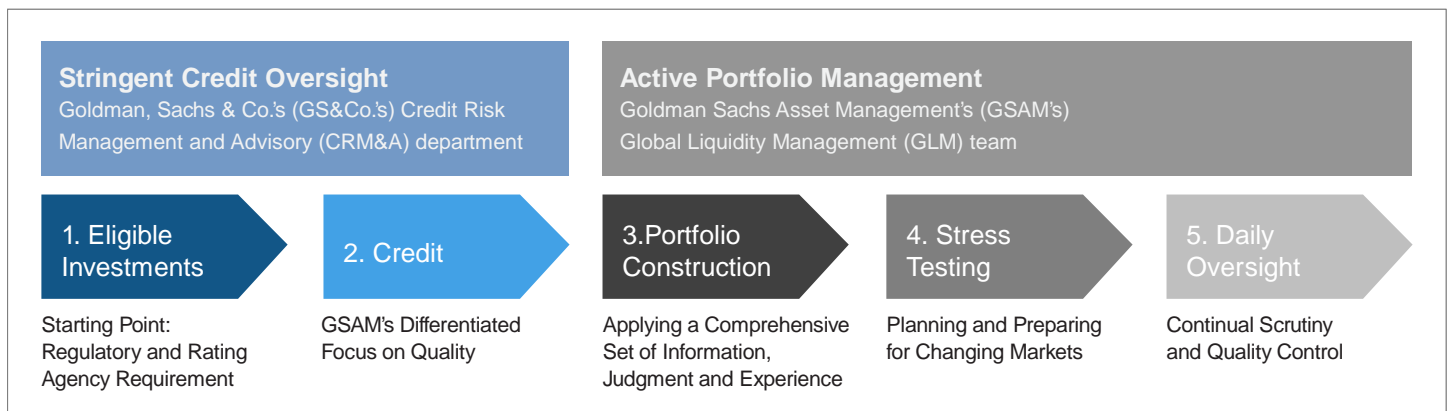 Stringent Credit Oversight
Goldman, Sachs & Co.'s (GS&Co.'s) Credit Risk
Management and Advisory (CRM&A) department
Active Portfolio Management
Goldman Sachs Asset Management's (GSAM's)
Global Liquidity Management (GLM) team
1. Eligible
Investments
2. Credit
3.Portfolio
Construction
4. Stress
Testing
5. Daily
Oversight
Starting Point:
Regulatory and Rating
Agency Requirement
GSAM's Differentiated
Focus on Quality
Applying a Comprehensive
Set of Information,
Judgment and Experience
Planning and Preparing
for Changing Markets
Continual Scrutiny
and Quality Control